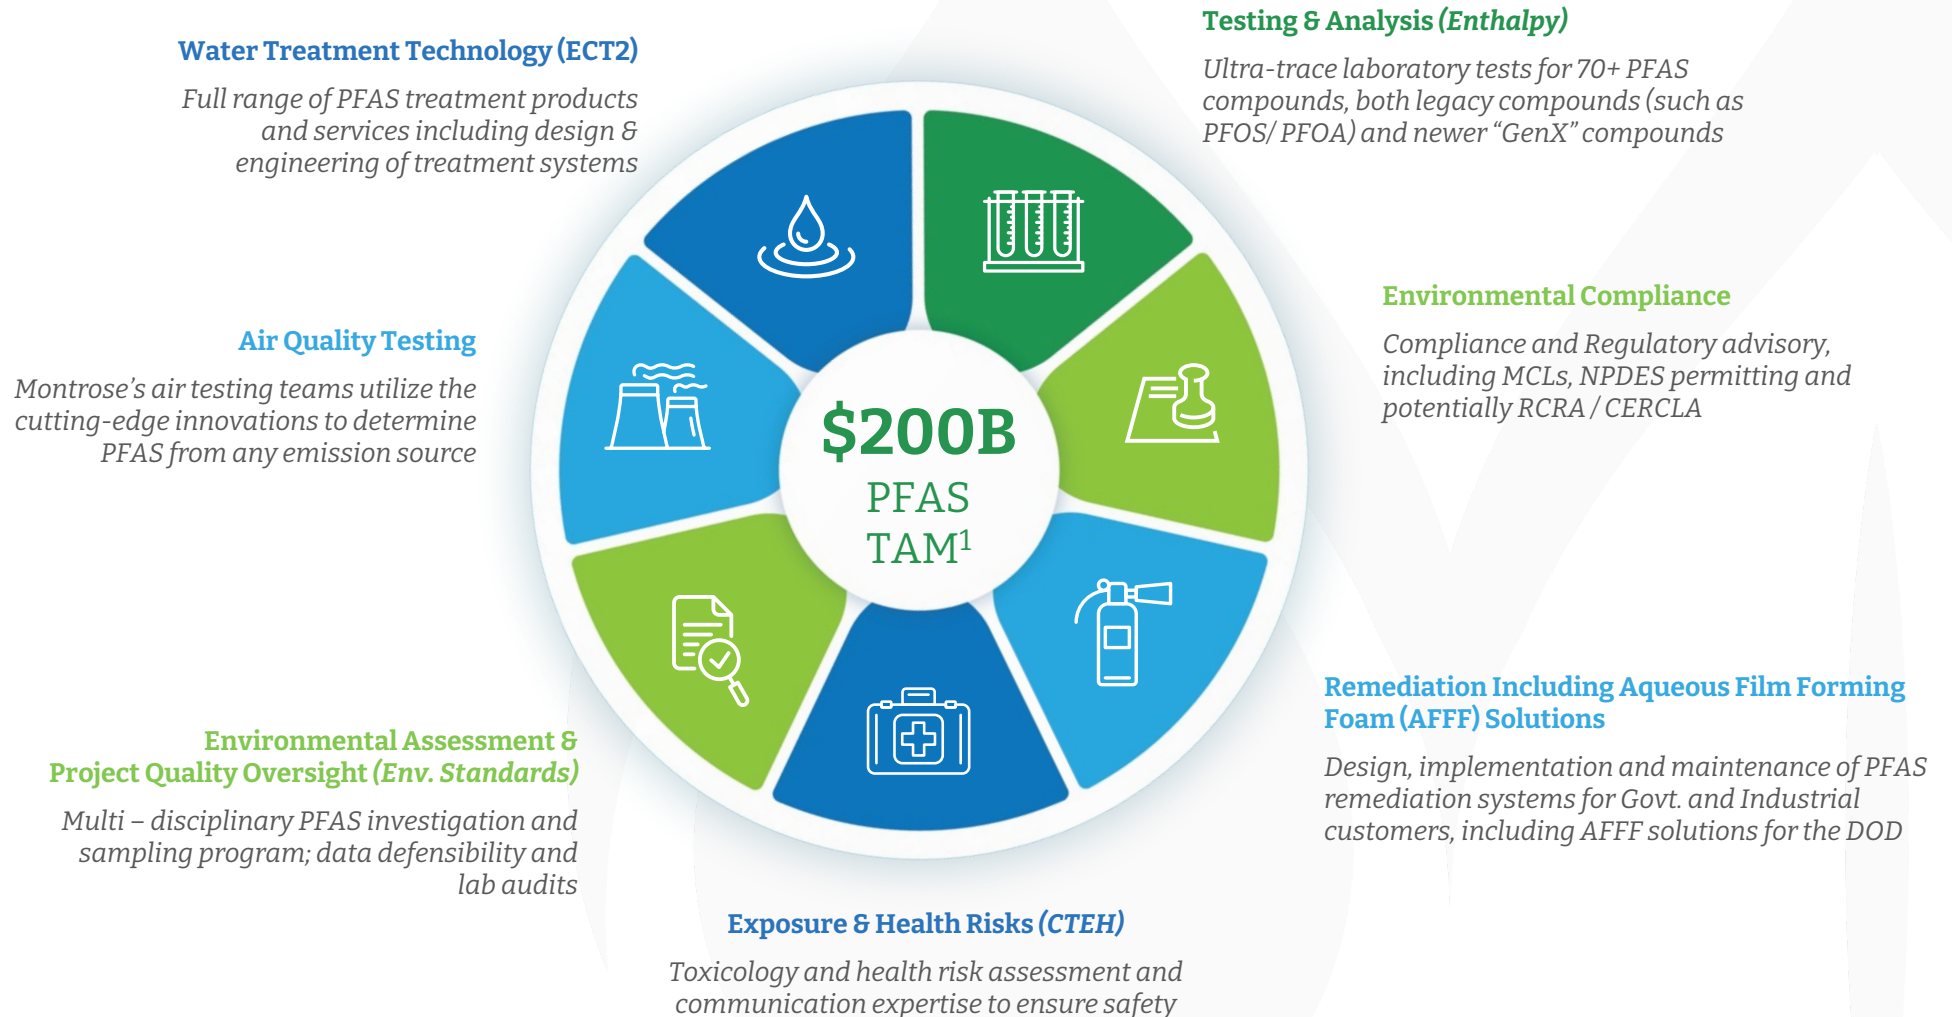 Water Treatment Technology (ECT2)
Full range of PFAS treatment products
and services including design &
engineering of treatment systems
Testing & Analysis (Enthalpy)
Ultra-trace laboratory tests for 70+ PFAS
compounds, both legacy compounds (such as
PFOS/ PFOA) and newer “GenX” compounds
Air Quality Testing
Montrose’s air testing teams utilize the
cutting-edge innovations to determine
PFAS from any emission source
$200B
PFAS
TAM¹
Environmental Compliance
Compliance and Regulatory advisory,
including MCLs, NPDES permitting and
potentially RCRA / CERCLA
Environmental Assessment &
Project Quality Oversight (Env. Standards)
Multi – disciplinary PFAS investigation and
sampling program; data defensibility and
lab audits
Remediation Including Aqueous Film Forming
Foam (AFFF) Solutions
Design, implementation and maintenance of PFAS
remediation systems for Govt. and Industrial
customers, including AFFF solutions for the DOD
Exposure & Health Risks (CTEH)
Toxicology and health risk assessment and
communication expertise to ensure safety